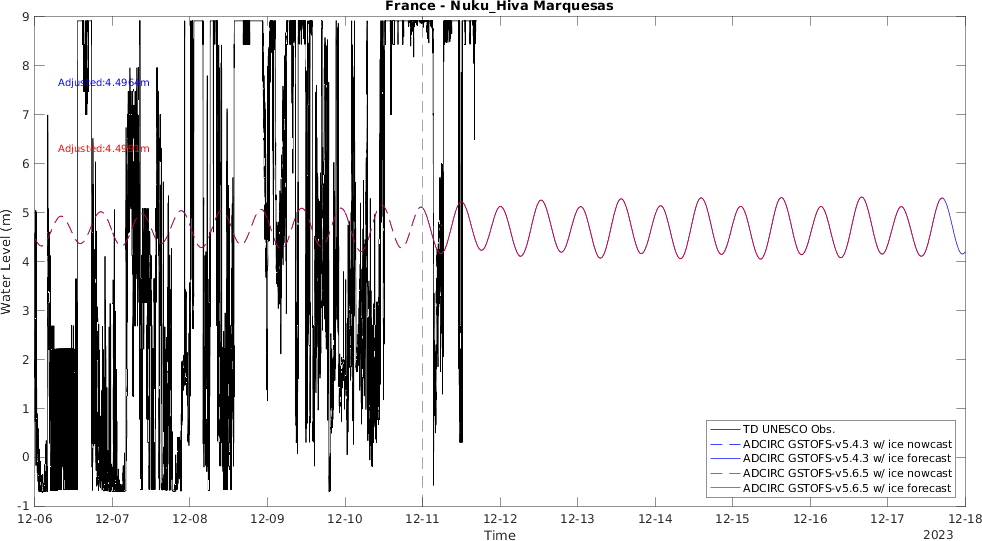 France - Nuku_Hiva Marquesas
9
8
7
6
5
4
3
2
1
0
-1
Water Level (m)
Adjusted:4.4964m
Adjusted:
TD UNESCO Obs.
ADCIRC GSTOFS-v5.4.3 w/ ice nowcast
ADCIRC GSTOFS-v5.4.3 w/ ice forecast
ADCIRC GSTOFS-v5.6.5 w/ ice nowcast
ADCIRC GSTOFS-v5.6.5 w/ ice forecast
12-06 12-07 12-08 12-09 12-10 12-11 12-12 12-13 12-14 12-15 12-16 12-17 12-18
Time
2023